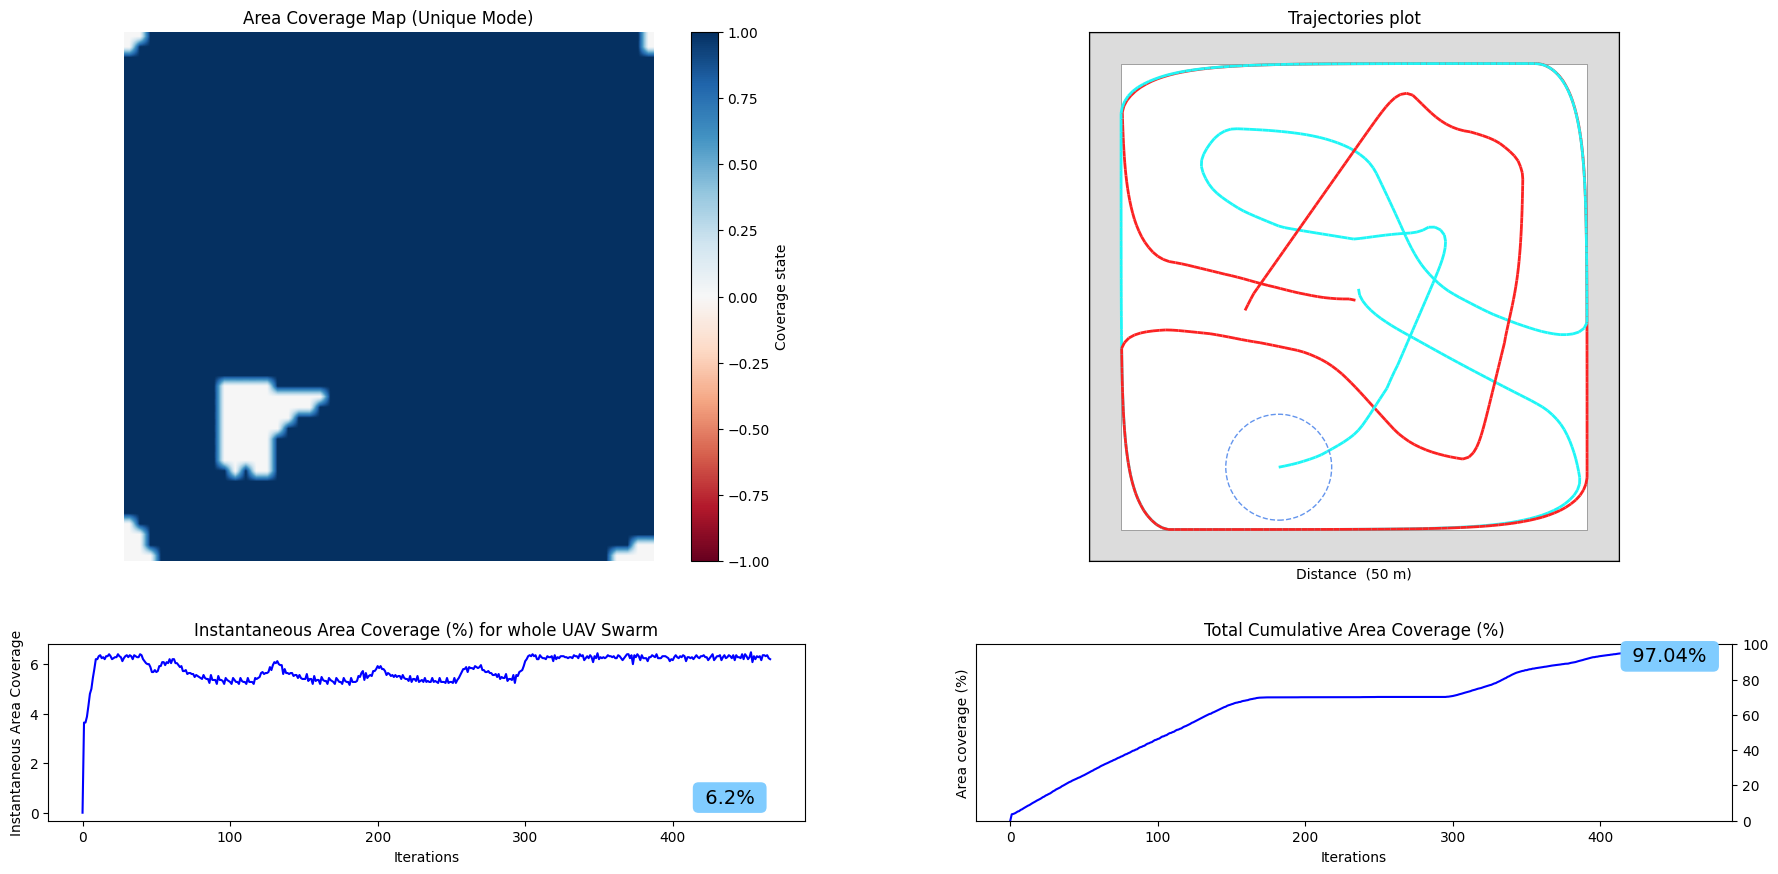 Area Coverage Map (Unique Mode)
1.00
0.75
0.50
0.25
0.00
−0.25
−0.50
−0.75
−1.00
Coverage state
Trajectories plot
Distance  (50 m)
Instantaneous Area Coverage (%) for whole UAV Swarm
Instantaneous Area Coverage
6
4
2
0
6.2%
0 100 200 300 400
Iterations
Total Cumulative Area Coverage (%)
Area coverage (%)
97.04%
100
80
60
40
20
0
0 100 200 300 400
Iterations